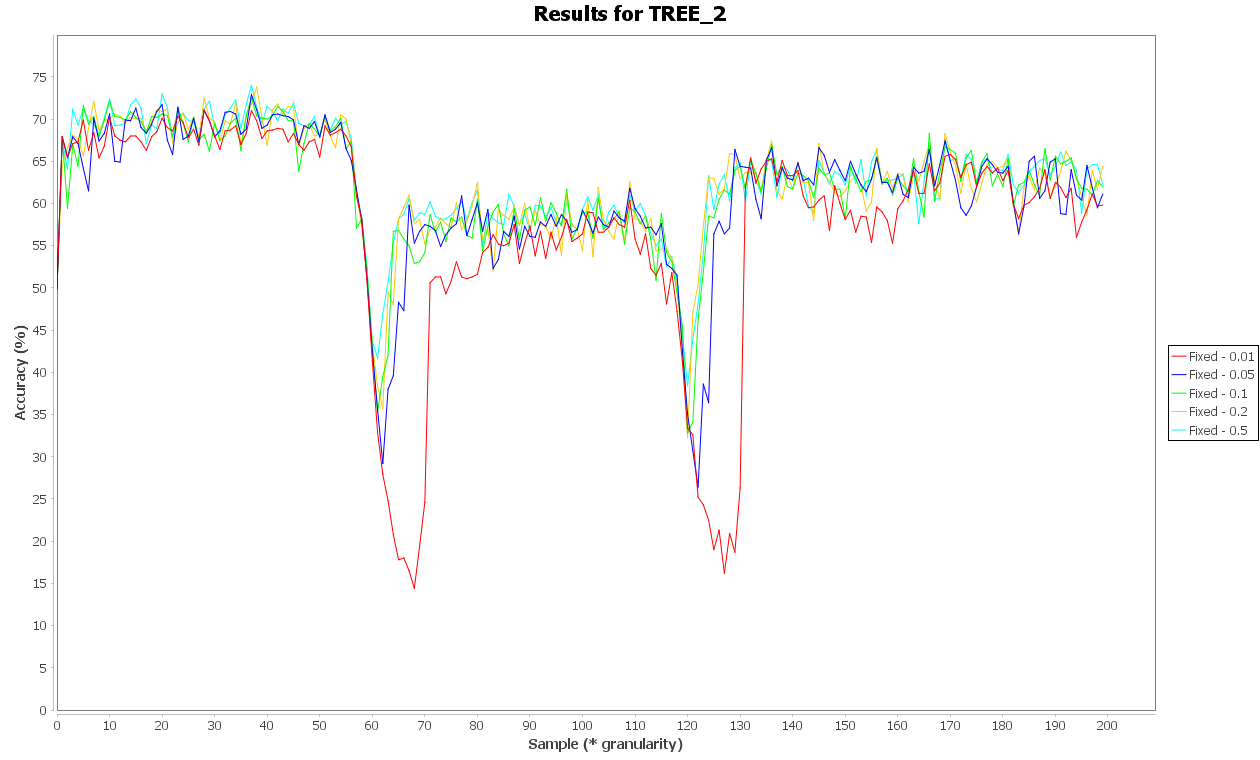 Results for TREE_2
75
70
65
60
55
50
45
40
35
30
25
20
15
10
5
0
Accuracy (%)
0 10 20 30 40 50 60 70 80 90 100 110 120 130 140 150 160 170 180 190 200
Sample (* granularity)
Fixed - 0.01
Fixed - 0.05
Fixed - 0.1
Fixed - 0.2
Fixed - 0.5